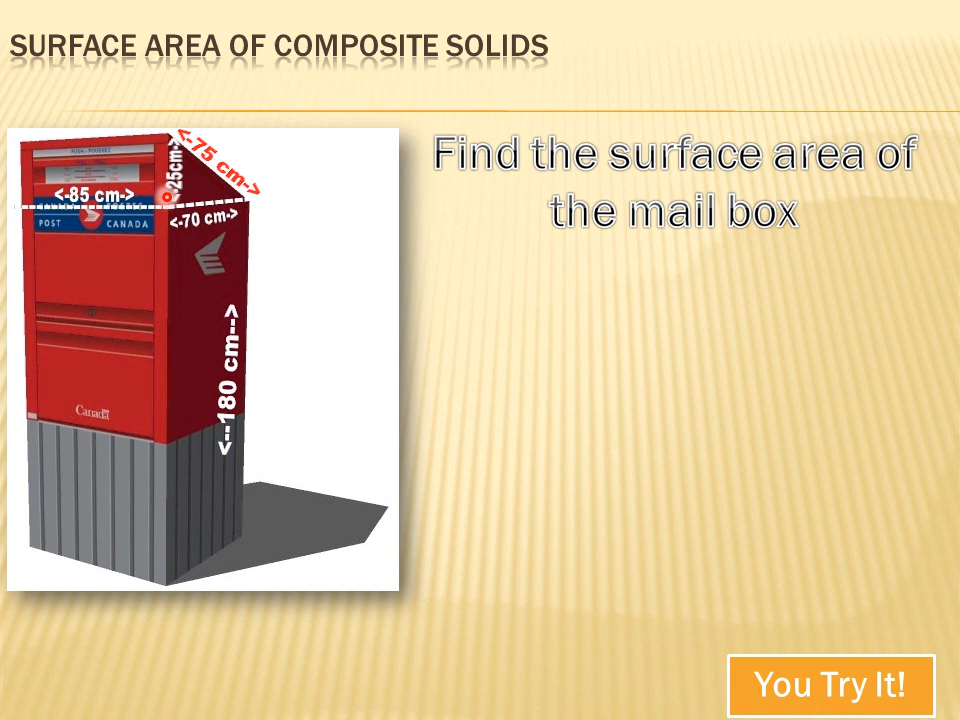 SURFACE AREA OF COMPOSITE SOLIDS
<-75 cm->
<-25cm->
<-85 cm->
<-70 cm->
POST
CANADA
<--180 cm-->
Canada
Find the surface area of
the mail box
You Try It!